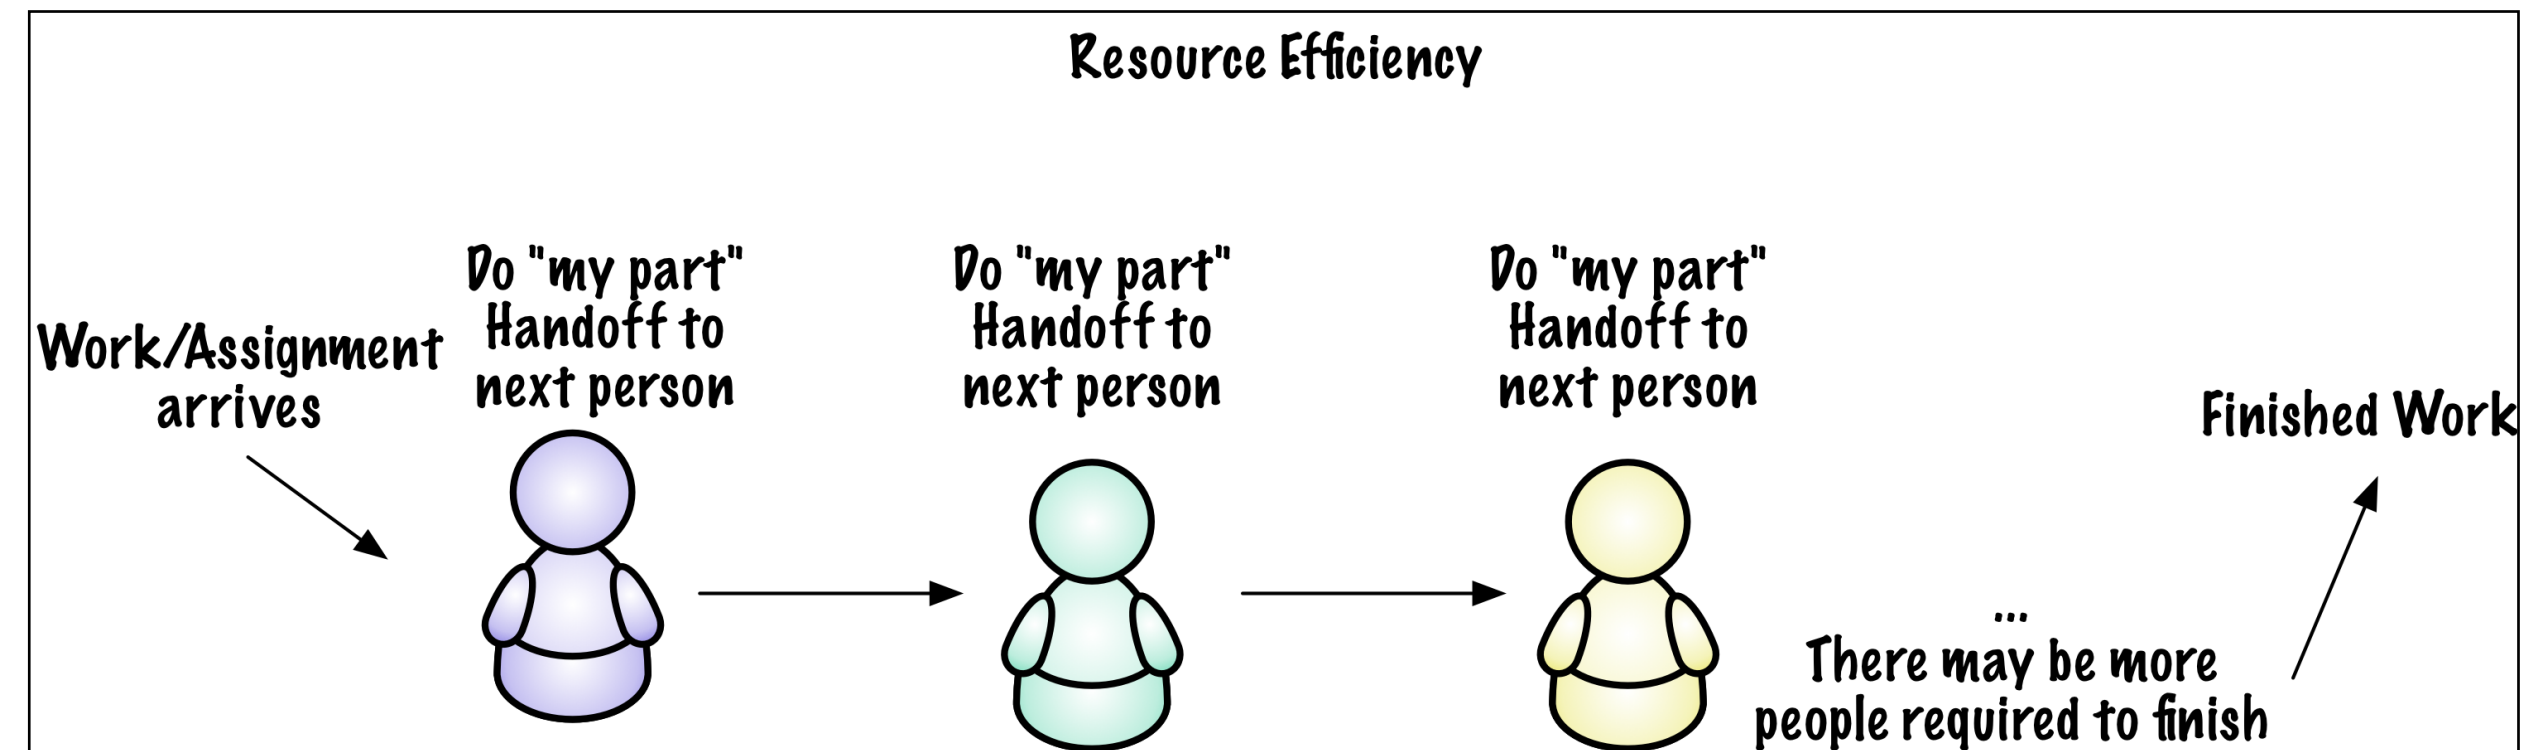 Resource Efficiency
Work/Assignment
arrives
Do "my part"
Handoff to
next person
Do "my part"
Handoff to
next person
Do "my part"
Handoff to
next person
...
There may be more
people required to finish
Finished Work